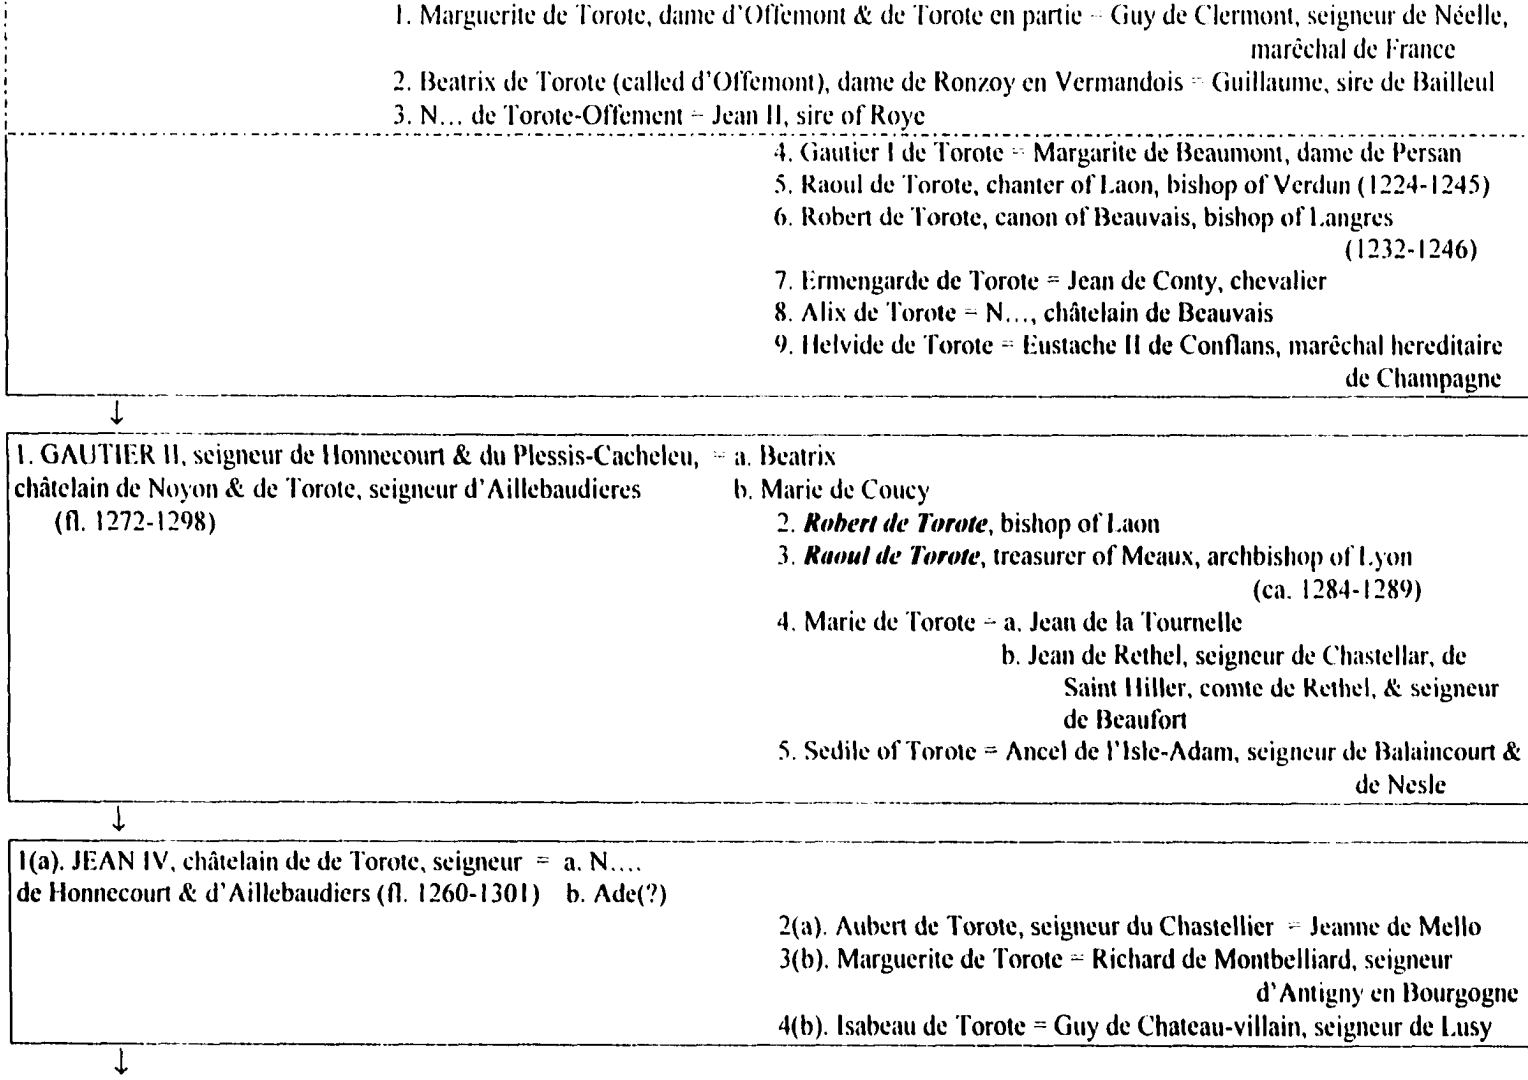 1. Marguerite de Torote, dame d'Offemont & de Torote en partie = Guy de Clermont, seigneur de Néelle,
maréchal de France
2. Beatrix de Torote (called d'Offemont), dame de Ronzoy en Vermandois = Guillaume, sire de Bailleul
3. N... de Torote-Offement = Jean II, sire of Roye
4. Gautier I de Torote = Margarite de Beaumont, dame de Persan
5. Raoul de Torote, chanter of Laon, bishop of Verdun (1224-1245)
6. Robert de Torote, canon of Beauvais, bishop of Langres
(1232-1246)
7. Ermengarde de Torote = Jean de Conty, chevalier
8. Alix de Torote = N..., châtelain de Beauvais
9. Helvide de Torote = Eustache II de Conflans, maréchal hereditaire
de Champagne
↓
1. GAUTIER II, seigneur de Honnecourt & du Plessis-Cacheleu, = a. Beatrix
châtelain de Noyon & de Torote, seigneur d'Aillebaudieres b. Marie de Coucy
(fl. 1272-1298) 2. Robert de Torote, bishop of Laon
3. Raoul de Torote, treasurer of Meaux, archbishop of Lyon
(ca. 1284-1289)
4. Marie de Torote = a. Jean de la Tournelle
b. Jean de Rethel, seigneur de Chastellar, de
Saint Hiller, comte de Rethel, & seigneur
de Beaufort
5. Sedile of Torote = Ancel de l'Isle-Adam, seigneur de Balaincourt &
de Nesle
↓
1(a). JEAN IV, châtelain de de Torote, seigneur = a. N....
de Honnecourt & d'Aillebaudiers (fl. 1260-1301) b. Ade(?)
2(a). Aubert de Torote, seigneur du Chastellier = Jeanne de Mello
3(b). Marguerite de Torote = Richard de Montbelliard, seigneur
d'Antigny en Bourgogne
4(b). Isabeau de Torote = Guy de Chateau-villain, seigneur de Lusy
↓